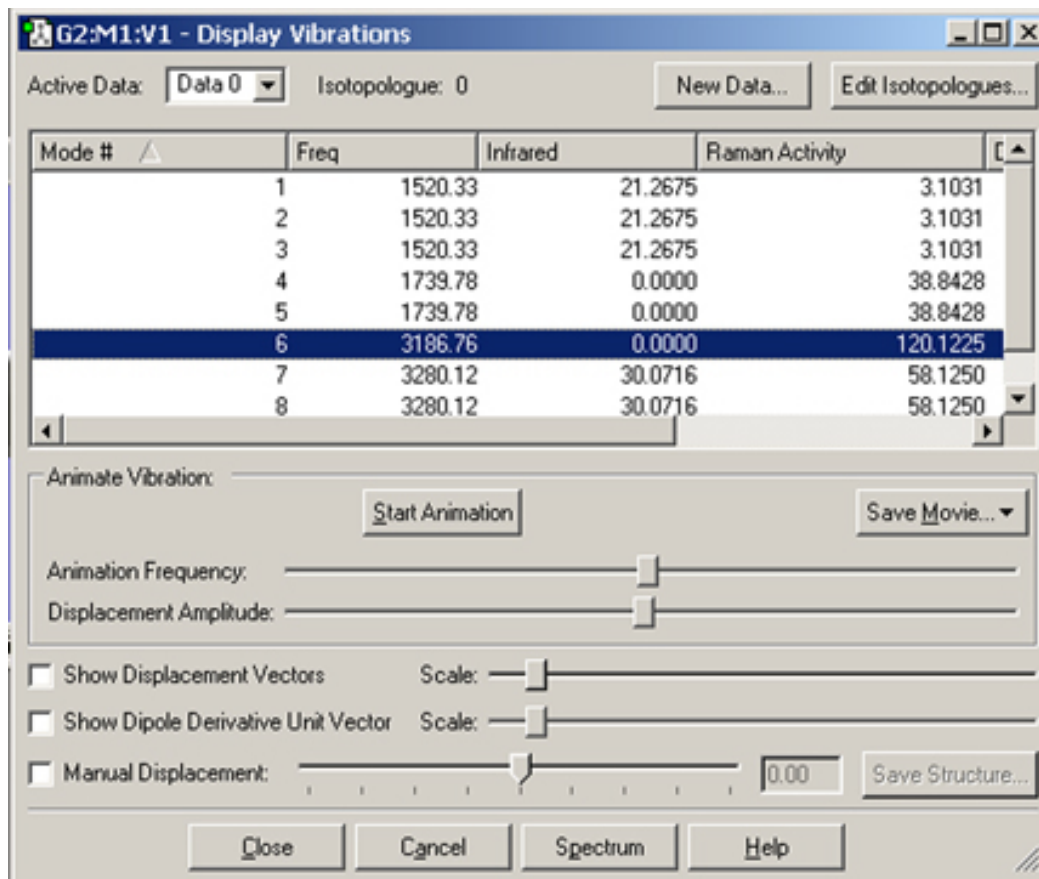 G2:M1:V1 - Display Vibrations
Active Data: Data 0 Isotopologue: 0 New Data... Edit Isotopologues...
Mode # Freq Infrared Raman Activity
1 1520.33 21.2675 3.1031
2 1520.33 21.2675 3.1031
3 1520.33 21.2675 3.1031
4 1739.78 0.0000 38.8428
5 1739.78 0.0000 38.8428
6 3186.76 0.0000 120.1225
7 3280.12 30.0716 58.1250
8 3280.12 30.0716 58.1250
Animate Vibration:
Start Animation Save Movie...
Animation Frequency:
Displacement Amplitude:
Show Displacement Vectors Scale:
Show Dipole Derivative Unit Vector Scale:
Manual Displacement: 0.00 Save Structure...
Close Cancel Spectrum Help